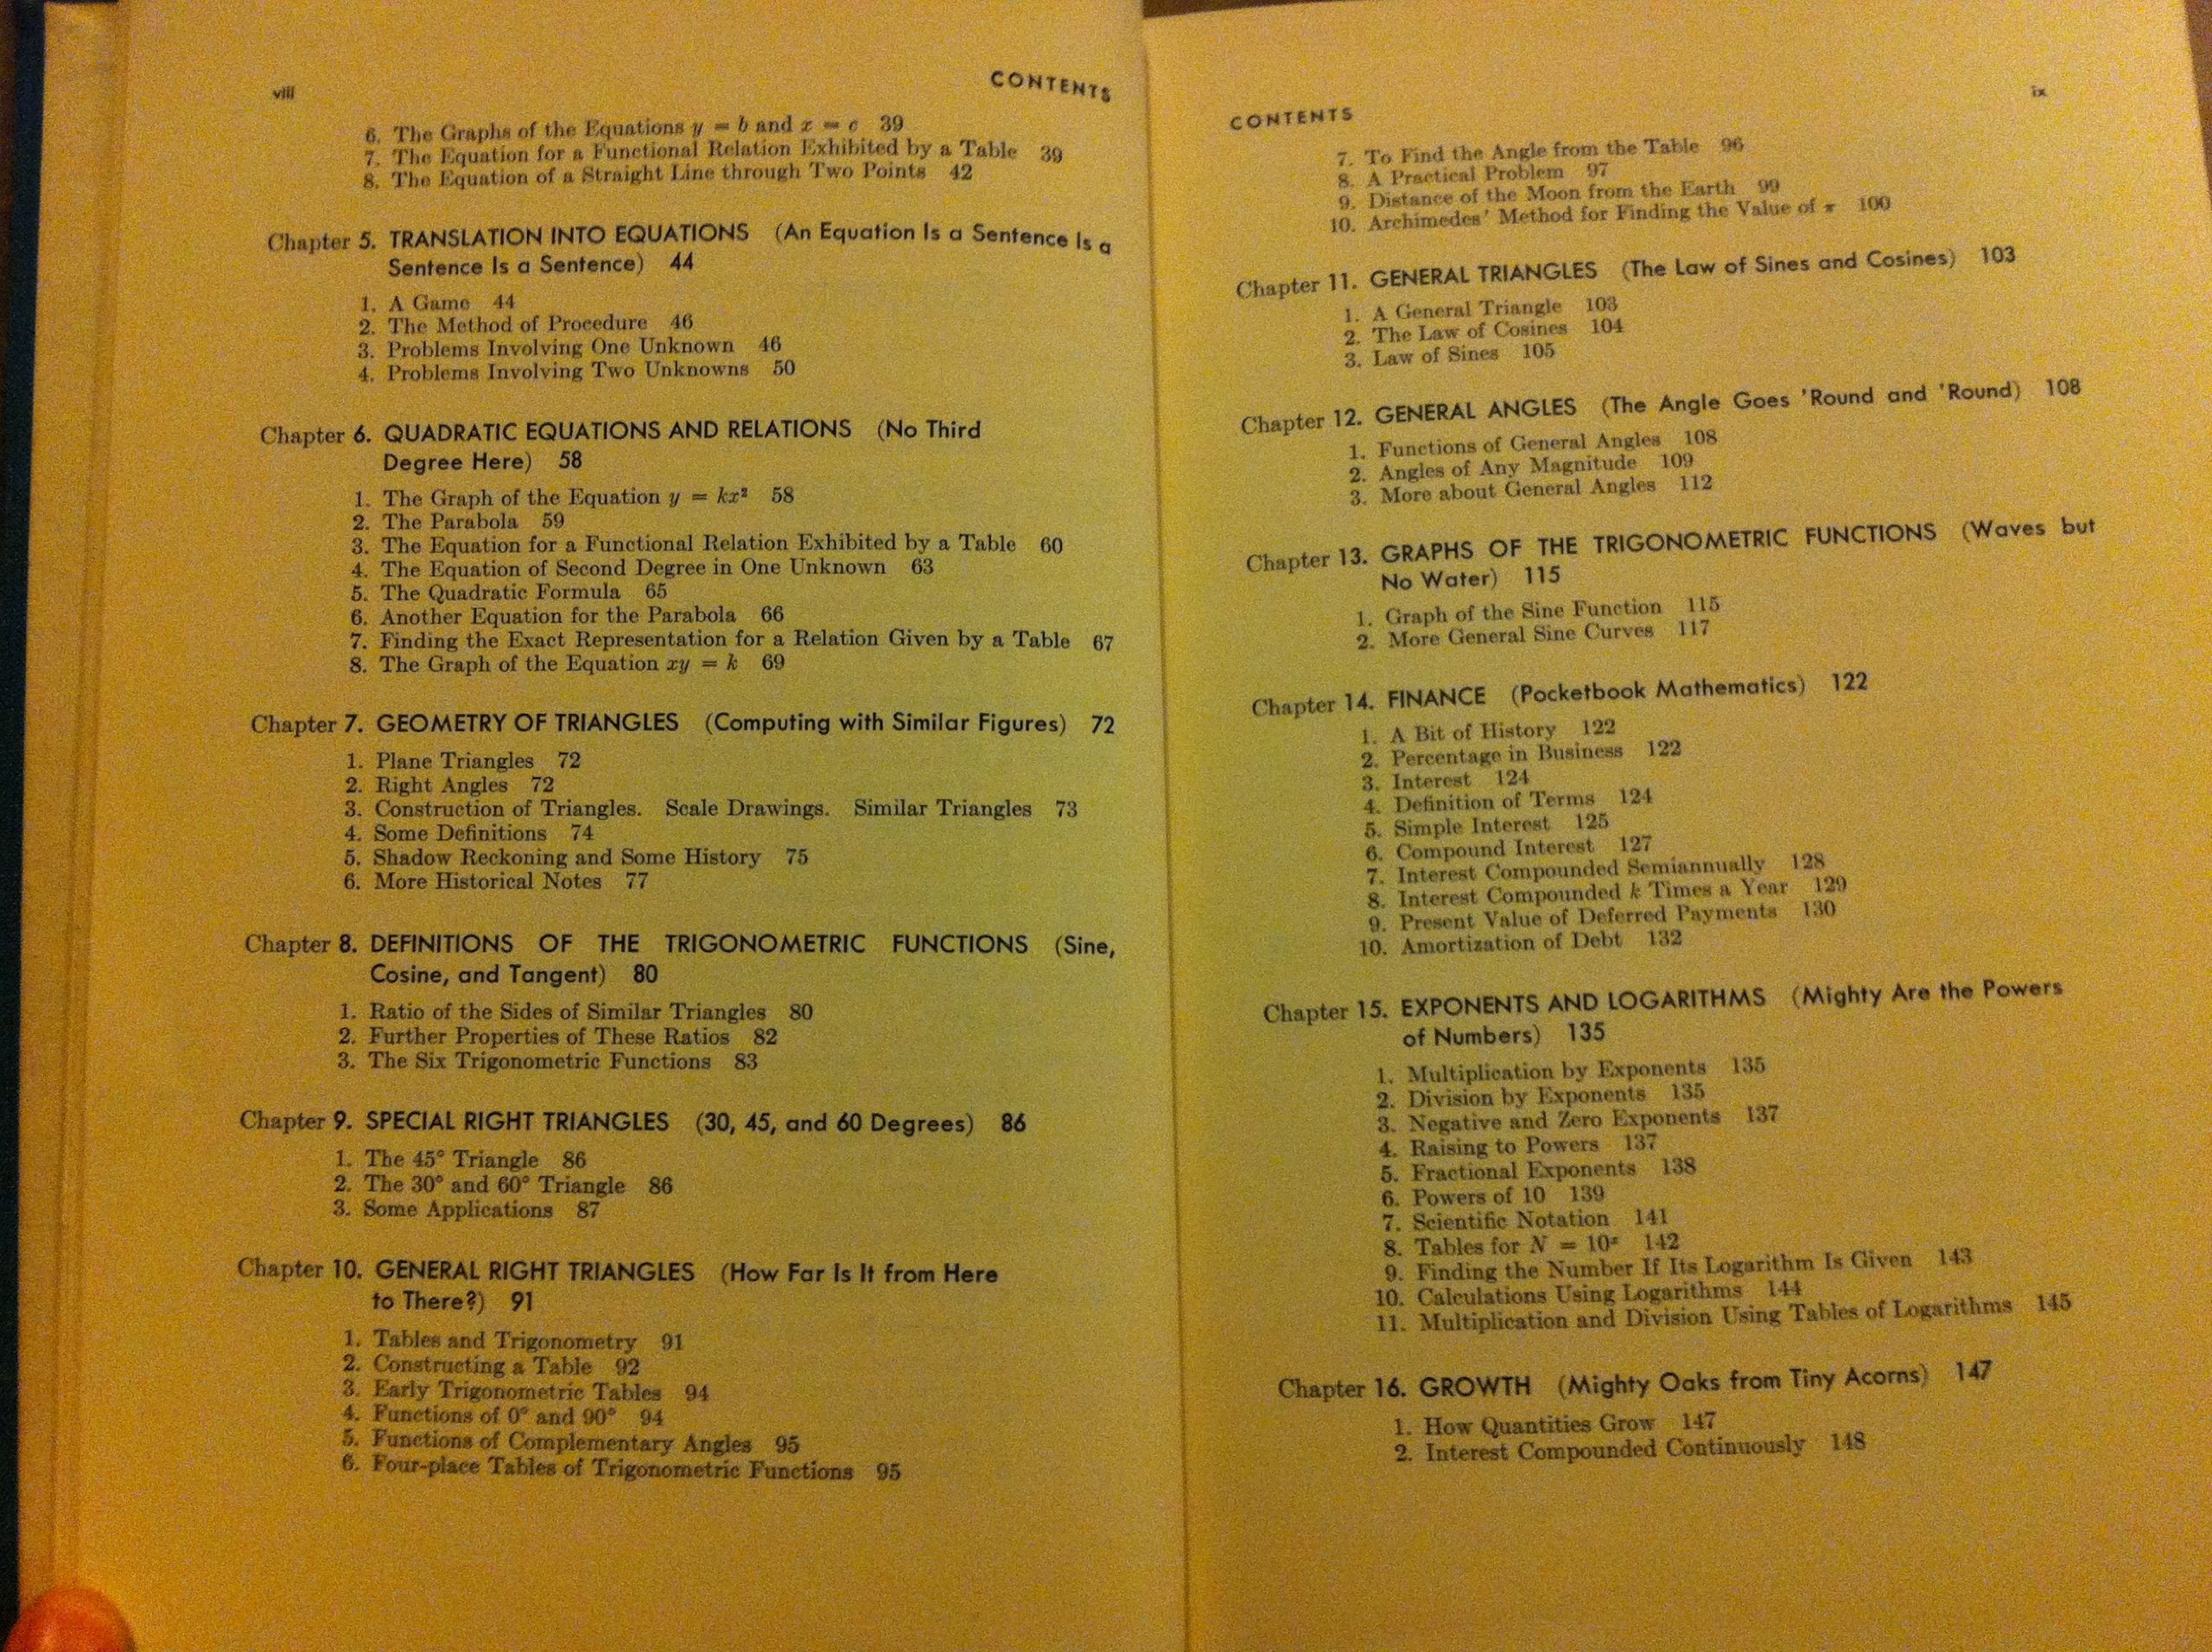 viii
CONTENTS
6. The Graphs of the Equations y = b and x = c 39
7. The Equation for a Functional Relation Exhibited by a Table 39
8. The Equation of a Straight Line through Two Points 42
Chapter 5. TRANSLATION INTO EQUATIONS (An Equation Is a Sentence Is a
Sentence Is a Sentence) 44
1. A Game 44
2. The Method of Procedure 46
3. Problems Involving One Unknown 46
4. Problems Involving Two Unknowns 50
Chapter 6. QUADRATIC EQUATIONS AND RELATIONS (No Third
Degree Here) 58
1. The Graph of the Equation y = kx² 58
2. The Parabola 59
3. The Equation for a Functional Relation Exhibited by a Table 60
4. The Equation of Second Degree in One Unknown 63
5. The Quadratic Formula 65
6. Another Equation for the Parabola 66
7. Finding the Exact Representation for a Relation Given by a Table 67
8. The Graph of the Equation xy = k 69
Chapter 7. GEOMETRY OF TRIANGLES (Computing with Similar Figures) 72
1. Plane Triangles 72
2. Right Angles 72
3. Construction of Triangles. Scale Drawings. Similar Triangles 73
4. Some Definitions 74
5. Shadow Reckoning and Some History 75
6. More Historical Notes 77
Chapter 8. DEFINITIONS OF THE TRIGONOMETRIC FUNCTIONS (Sine,
Cosine, and Tangent) 80
1. Ratio of the Sides of Similar Triangles 80
2. Further Properties of These Ratios 82
3. The Six Trigonometric Functions 83
Chapter 9. SPECIAL RIGHT TRIANGLES (30, 45, and 60 Degrees) 86
1. The 45° Triangle 86
2. The 30° and 60° Triangle 86
3. Some Applications 87
Chapter 10. GENERAL RIGHT TRIANGLES (How Far Is It from Here
to There?) 91
1. Tables and Trigonometry 91
2. Constructing a Table 92
3. Early Trigonometric Tables 94
4. Functions of 0° and 90° 94
5. Functions of Complementary Angles 95
6. Four-place Tables of Trigonometric Functions 95
CONTENTS
ix
7. To Find the Angle from the Table 96
8. A Practical Problem 97
9. Distance of the Moon from the Earth 99
10. Archimedes' Method for Finding the Value of π 100
Chapter 11. GENERAL TRIANGLES (The Law of Sines and Cosines) 103
1. A General Triangle 103
2. The Law of Cosines 104
3. Law of Sines 105
Chapter 12. GENERAL ANGLES (The Angle Goes 'Round and 'Round) 108
1. Functions of General Angles 108
2. Angles of Any Magnitude 109
3. More about General Angles 112
Chapter 13. GRAPHS OF THE TRIGONOMETRIC FUNCTIONS (Waves but
No Water) 115
1. Graph of the Sine Function 115
2. More General Sine Curves 117
Chapter 14. FINANCE (Pocketbook Mathematics) 122
1. A Bit of History 122
2. Percentage in Business 122
3. Interest 124
4. Definition of Terms 124
5. Simple Interest 125
6. Compound Interest 127
7. Interest Compounded Semiannually 128
8. Interest Compounded k Times a Year 129
9. Present Value of Deferred Payments 130
10. Amortization of Debt 132
Chapter 15. EXPONENTS AND LOGARITHMS (Mighty Are the Powers
of Numbers) 135
1. Multiplication by Exponents 135
2. Division by Exponents 135
3. Negative and Zero Exponents 137
4. Raising to Powers 137
5. Fractional Exponents 138
6. Powers of 10 139
7. Scientific Notation 141
8. Tables for N = 10ˣ 142
9. Finding the Number If Its Logarithm Is Given 143
10. Calculations Using Logarithms 144
11. Multiplication and Division Using Tables of Logarithms 145
Chapter 16. GROWTH (Mighty Oaks from Tiny Acorns) 147
1. How Quantities Grow 147
2. Interest Compounded Continuously 148